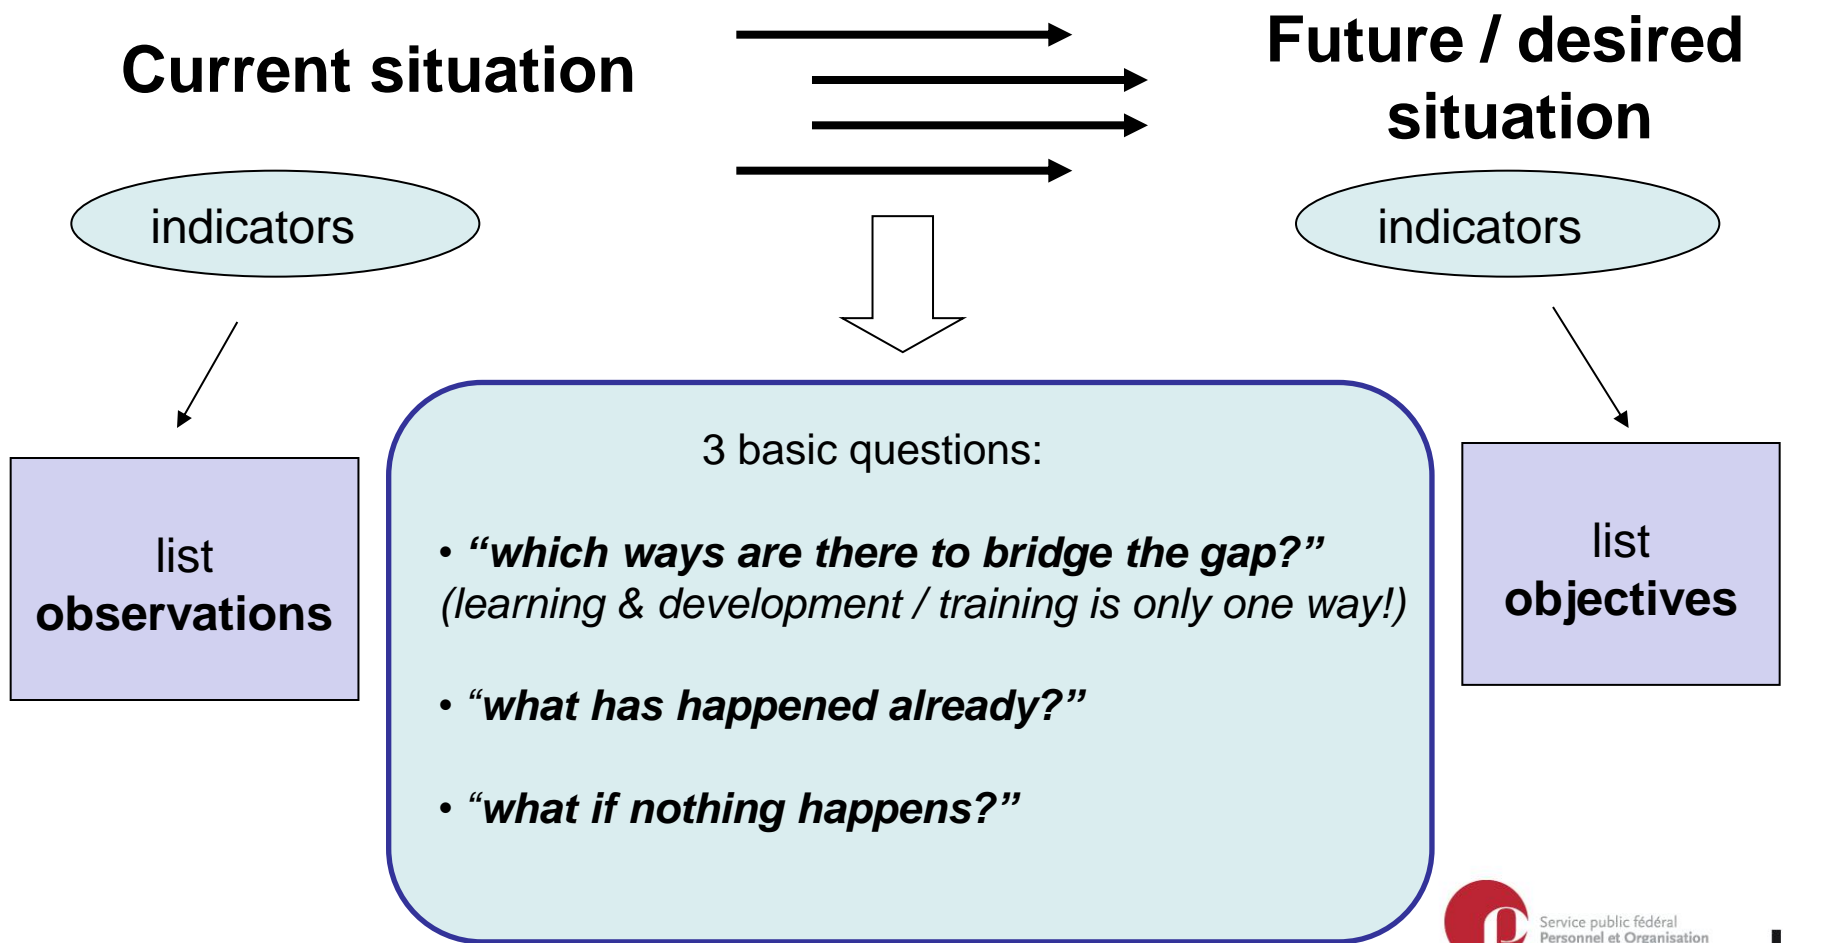 Current situation
Future / desired
situation
indicators
indicators
list
observations
3 basic questions:
• “which ways are there to bridge the gap?”
(learning & development / training is only one way!)
• “what has happened already?”
• “what if nothing happens?”
list
objectives
Service public fédéral
Personnel et Organisation